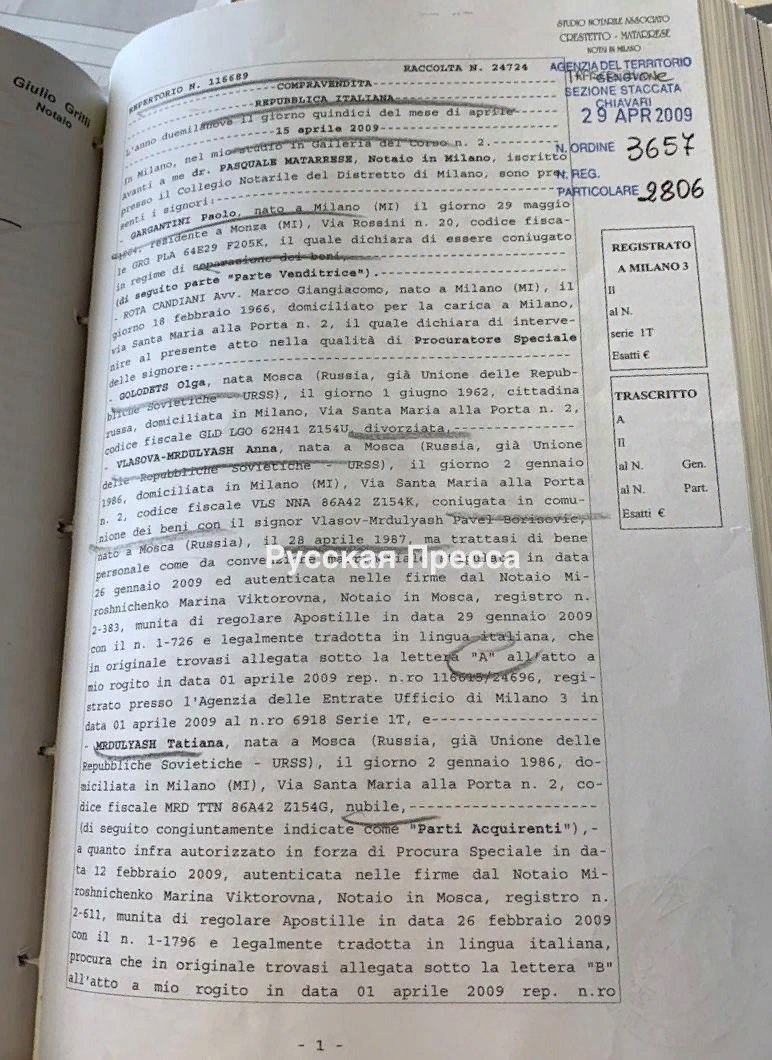 Giulio Grilli
Notaio
STUDIO NOTARILE ASSOCIATO
CRESTETTO - MATARRESE
NOTAI IN MILANO
REPERTORIO N. 116689
RACCOLTA N. 24724
COMPRAVENDITA
REPUBBLICA ITALIANA
L'anno duemilanove il giorno quindici del mese di aprile
15 aprile 2009
In Milano, nel mio studio in Galleria del Corso n. 2.
Avanti a me dr. PASQUALE MATARRESE, Notaio in Milano, iscritto
presso il Collegio Notarile del Distretto di Milano, sono pre-
senti i signori:
- GARGANTINI Paolo, nato a Milano (MI) il giorno 29 maggio
1964, residente a Monza (MI), Via Rossini n. 20, codice fisca-
le GRG PLA 64E29 F205K, il quale dichiara di essere coniugato
in regime di separazione dei beni,
(di seguito parte "Parte Venditrice").
- ROTA CANDIANI Avv. Marco Giangiacomo, nato a Milano (MI), il
giorno 18 febbraio 1966, domiciliato per la carica a Milano,
via Santa Maria alla Porta n. 2, il quale dichiara di interve-
nire al presente atto nella qualità di Procuratore Speciale
delle signore:
- GOLODETS Olga, nata Mosca (Russia, già Unione delle Repub-
bliche Sovietiche - URSS), il giorno 1 giugno 1962, cittadina
russa, domiciliata in Milano, Via Santa Maria alla Porta n. 2,
codice fiscale GLD LGO 62H41 Z154U, divorziata,
- VLASOVA-MRDULYASH Anna, nata a Mosca (Russia, già Unione
delle Repubbliche Sovietiche - URSS), il giorno 2 gennaio
1986, domiciliata in Milano (MI), Via Santa Maria alla Porta
n. 2, codice fiscale VLS NNA 86A42 Z154K, coniugata in comu-
nione dei beni con il signor Vlasov-Mrdulyash Pavel Borisovic,
nato a Mosca (Russia), il 28 aprile 1987, ma trattasi di bene
personale come da convenzione matrimoniale stipulata in data
26 gennaio 2009 ed autenticata nelle firme dal Notaio Mi-
roshnichenko Marina Viktorovna, Notaio in Mosca, registro n.
2-383, munita di regolare Apostille in data 29 gennaio 2009
con il n. 1-726 e legalmente tradotta in lingua italiana, che
in originale trovasi allegata sotto la lettera "A" all'atto a
mio rogito in data 01 aprile 2009 rep. n.ro 116615/24696, regi-
strato presso l'Agenzia delle Entrate Ufficio di Milano 3 in
data 01 aprile 2009 al n.ro 6918 Serie 1T, e
- MRDULYASH Tatiana, nata a Mosca (Russia, già Unione delle
Repubbliche Sovietiche - URSS), il giorno 2 gennaio 1986, do-
miciliata in Milano (MI), Via Santa Maria alla Porta n. 2, co-
dice fiscale MRD TTN 86A42 Z154G, nubile,
(di seguito congiuntamente indicate come "Parti Acquirenti"),-
a quanto infra autorizzato in forza di Procura Speciale in da-
ta 12 febbraio 2009, autenticata nelle firme dal Notaio Mi-
roshnichenko Marina Viktorovna, Notaio in Mosca, registro n.
2-611, munita di regolare Apostille in data 26 febbraio 2009
con il n. 1-1796 e legalmente tradotta in lingua italiana,
procura che in originale trovasi allegata sotto la lettera "B"
all'atto a mio rogito in data 01 aprile 2009 rep. n.ro
- 1 -
AGENZIA DEL TERRITORIO
SEZIONE STACCATA
CHIAVARI
29 APR 2009
N. ORDINE 3657
N. REG.
PARTICOLARE 2806
REGISTRATO
A MILANO 3
Il
al N.
serie 1T
Esatti €
TRASCRITTO
A
Il
al N. Gen.
al N. Part.
Esatti €
Русская Пресса